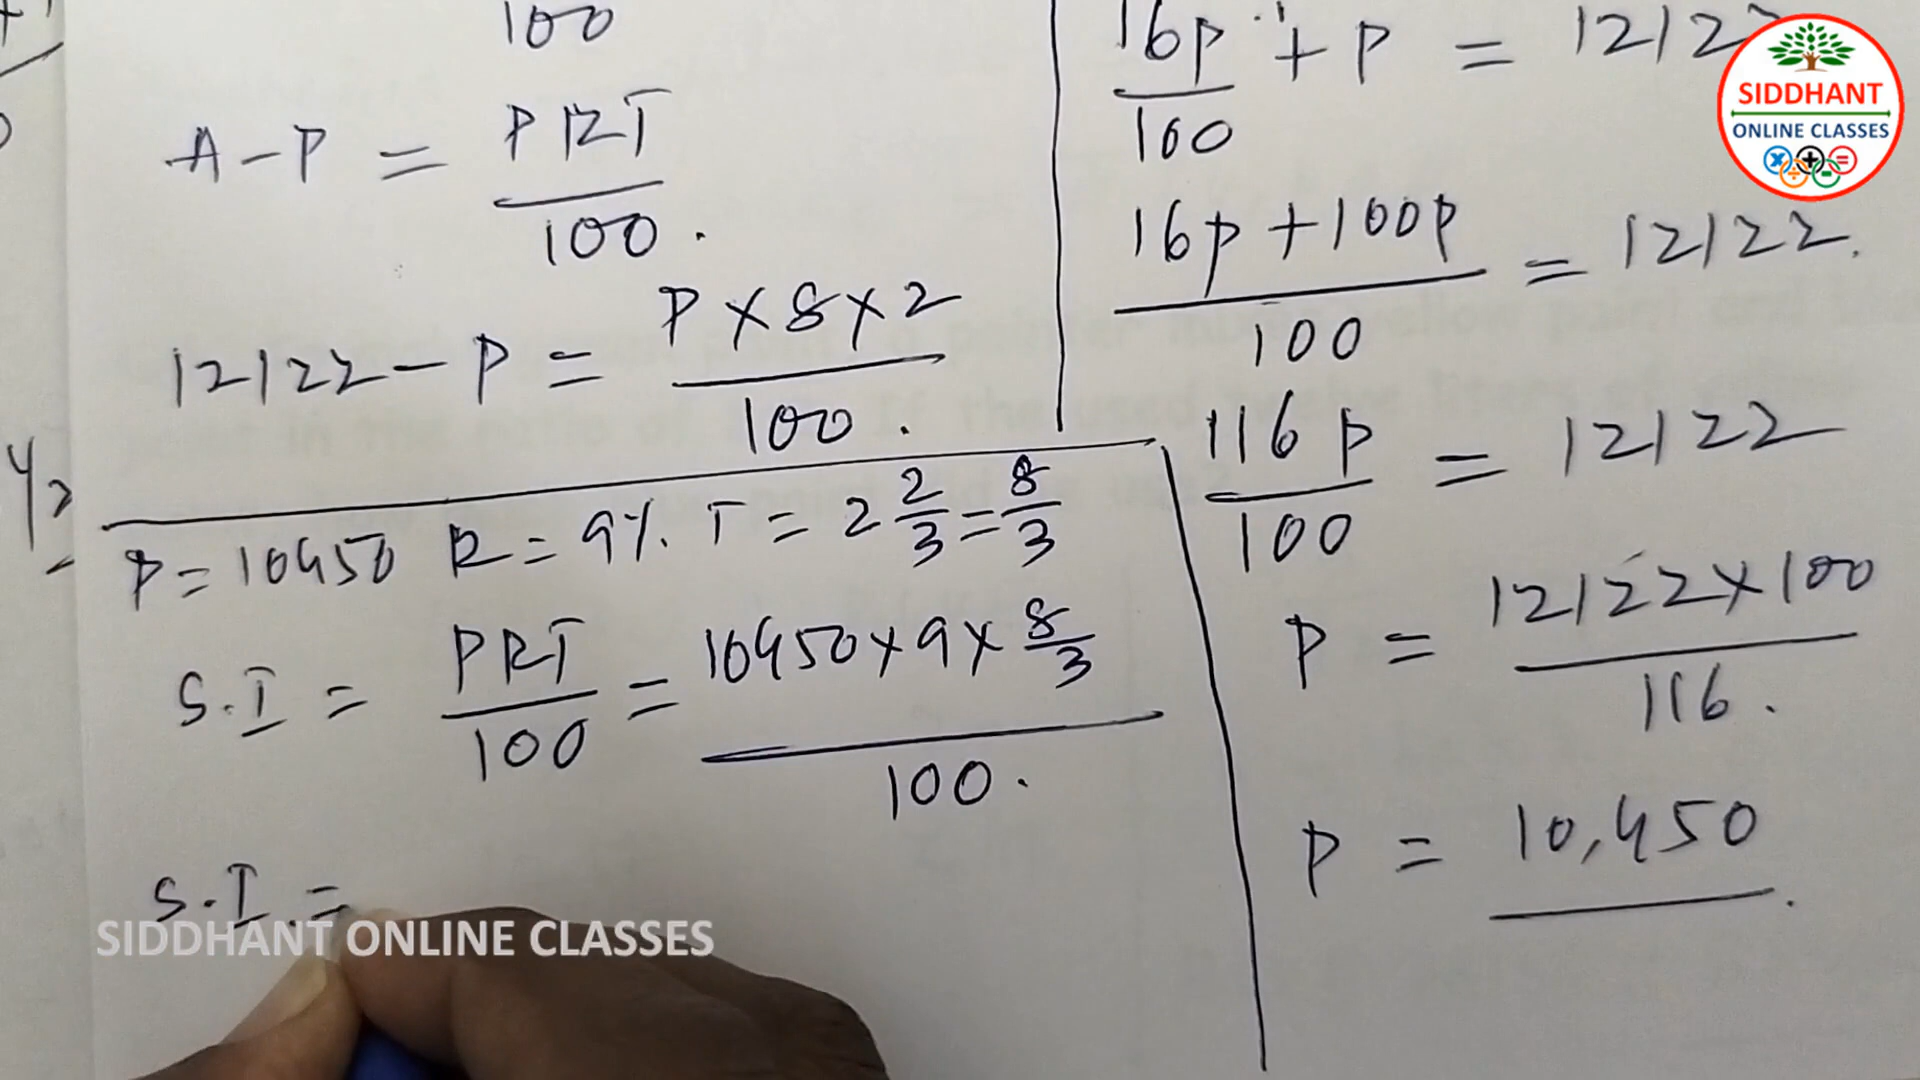 100
A - P = PRT
100.
12122 - P = P × 8 × 2
100.
P = 10450 R = 9%. T = 2 2/3 = 8/3
S.I = PRT/100 = 10450 × 9 × 8/3
100.
S.I. =
16P + P = 12122
100
16P + 100P = 12122.
100
116 P = 12122
100
P = 12122 × 100
116.
P = 10,450.
SIDDHANT
ONLINE CLASSES
SIDDHANT ONLINE CLASSES